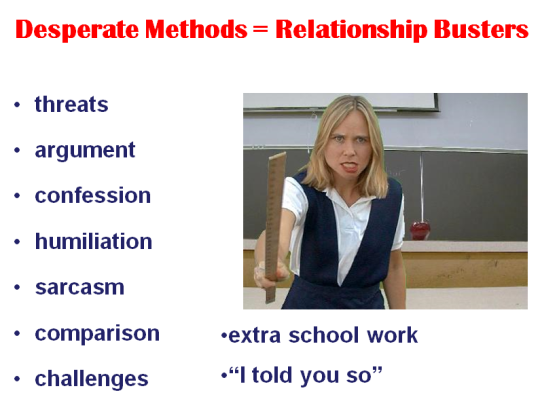 Desperate Methods = Relationship Busters
• threats
• argument
• confession
• humiliation
• sarcasm
• comparison
• challenges
•extra school work
•“I told you so”